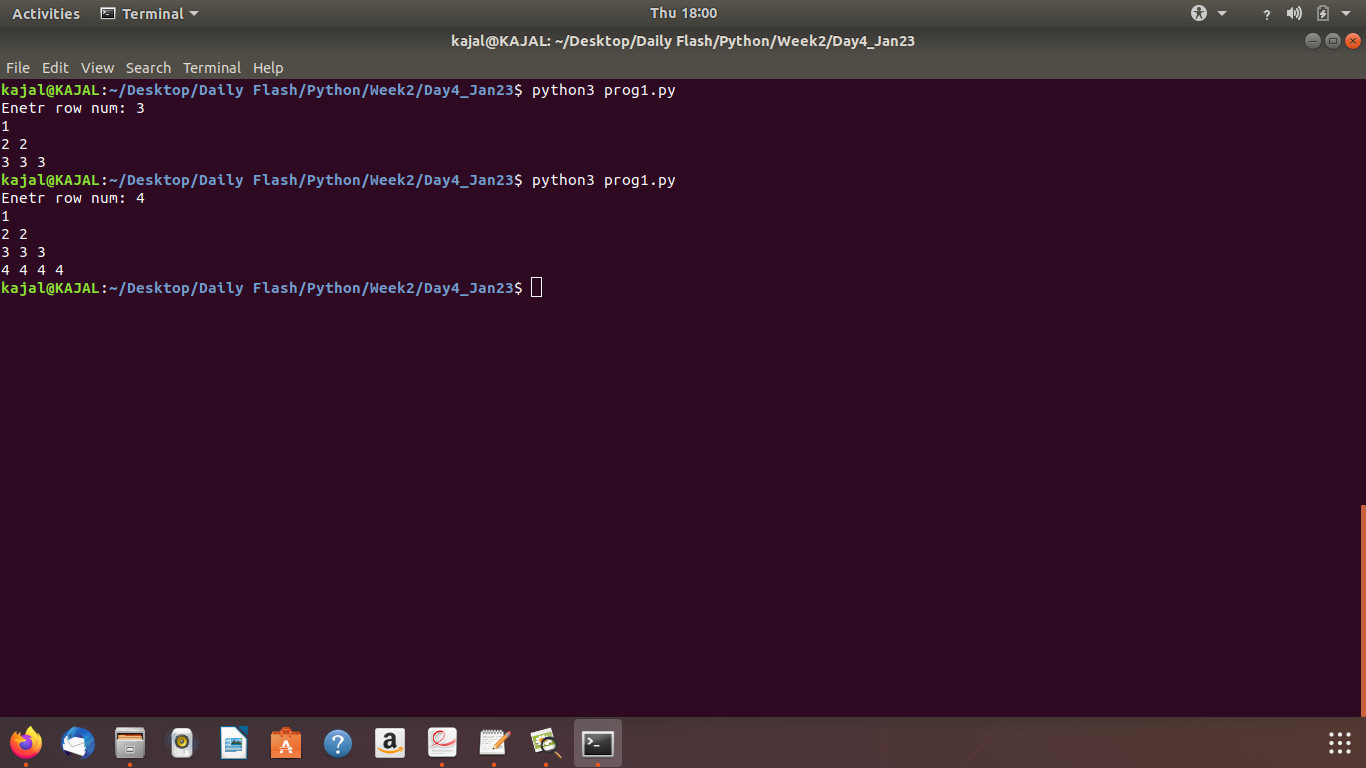 Activities Terminal Thu 18:00 ?
kajal@KAJAL: ~/Desktop/Daily Flash/Python/Week2/Day4_Jan23
File Edit View Search Terminal Help
kajal@KAJAL:~/Desktop/Daily Flash/Python/Week2/Day4_Jan23$ python3 prog1.py
Enetr row num: 3
1
2 2
3 3 3
kajal@KAJAL:~/Desktop/Daily Flash/Python/Week2/Day4_Jan23$ python3 prog1.py
Enetr row num: 4
1
2 2
3 3 3
4 4 4 4
kajal@KAJAL:~/Desktop/Daily Flash/Python/Week2/Day4_Jan23$